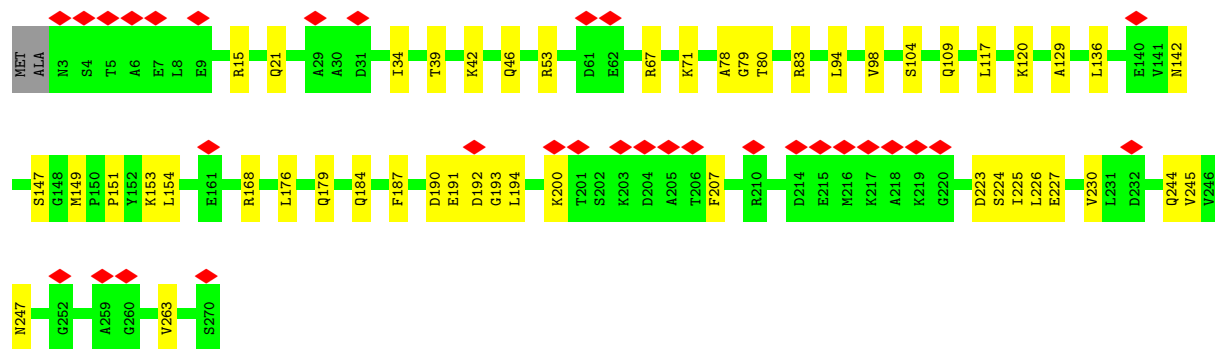 MET ALA N3 S4 T5 A6 E7 L8 E9 R15 Q21 A29 A30 D31 I34 T39 K42 Q46 R53 D61 E62 R67 K71 A78 G79 T80 R83 L94 V98 S104 Q109 L117 K120 A129 L136 E140 V141 N142
S147 G148 M149 P150 P151 Y152 K153 L154 E161 R168 L176 Q179 Q184 F187 D190 E191 D192 G193 L194 K200 T201 S202 K203 D204 A205 T206 F207 R210 D214 E215 M216 K217 A218 K219 G220 D223 S224 I225 L226 E227 V230 L231 D232 Q244 V245 V246
N247 G252 A259 G260 V263 S270